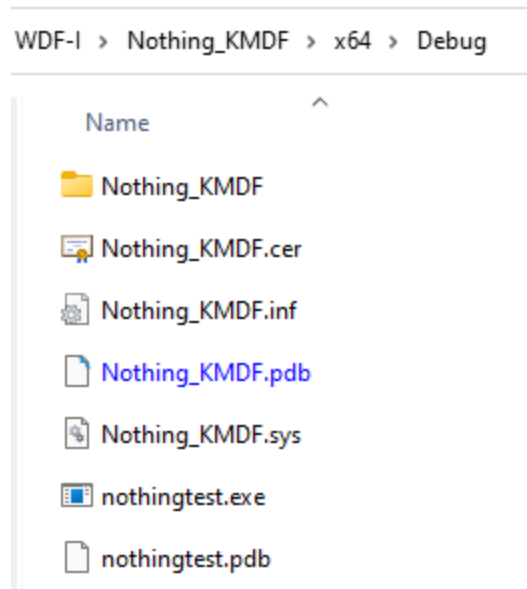 WDF-I > Nothing_KMDF > x64 > Debug
Name
Nothing_KMDF
Nothing_KMDF.cer
Nothing_KMDF.inf
Nothing_KMDF.pdb
Nothing_KMDF.sys
nothingtest.exe
nothingtest.pdb